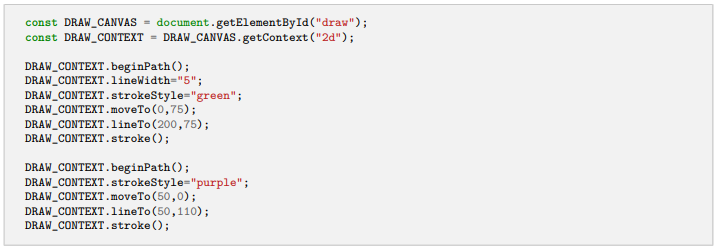 const DRAW_CANVAS = document.getElementById("draw");
const DRAW_CONTEXT = DRAW_CANVAS.getContext("2d");
DRAW_CONTEXT.beginPath();
DRAW_CONTEXT.lineWidth="5";
DRAW_CONTEXT.strokeStyle="green";
DRAW_CONTEXT.moveTo(0,75);
DRAW_CONTEXT.lineTo(200,75);
DRAW_CONTEXT.stroke();
DRAW_CONTEXT.beginPath();
DRAW_CONTEXT.strokeStyle="purple";
DRAW_CONTEXT.moveTo(50,0);
DRAW_CONTEXT.lineTo(50,110);
DRAW_CONTEXT.stroke();